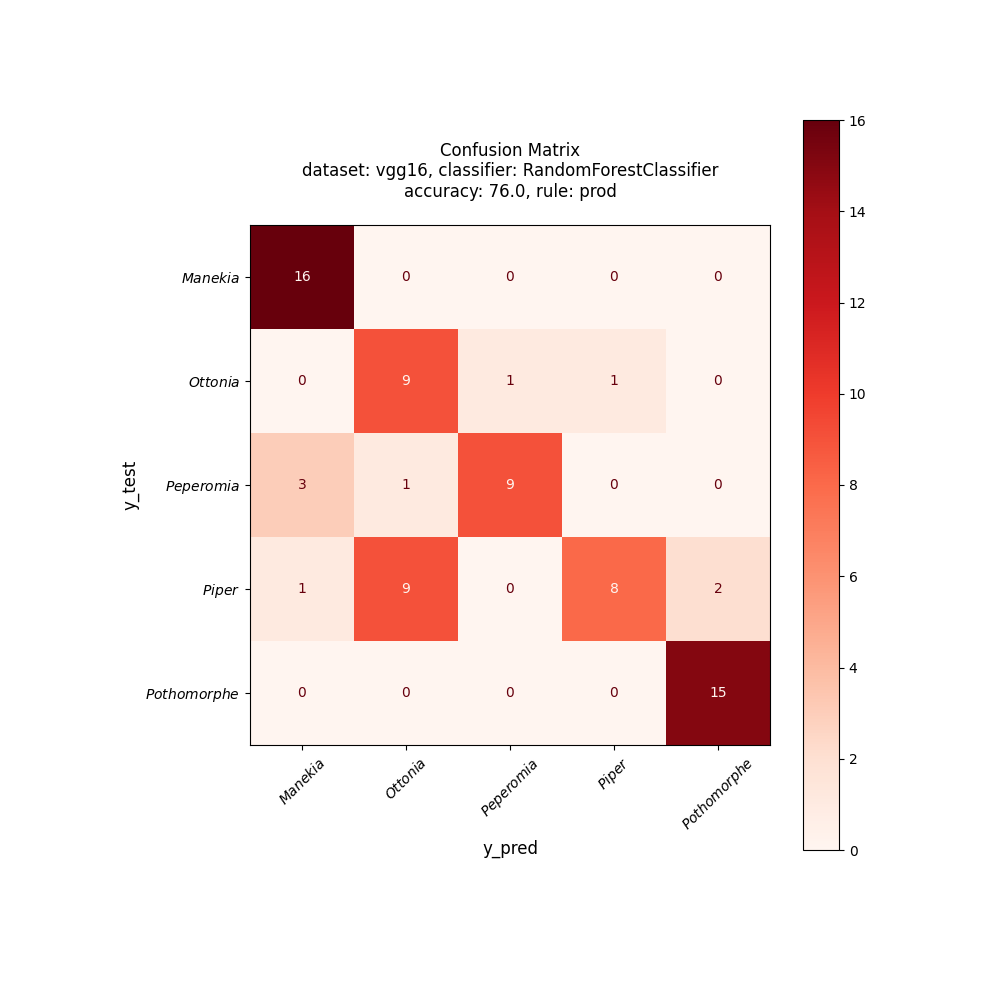 Confusion Matrix
dataset: vgg16, classifier: RandomForestClassifier
accuracy: 76.0, rule: prod
Manekia 16 0 0 0 0
Ottonia 0 9 1 1 0
Peperomia 3 1 9 0 0
Piper 1 9 0 8 2
Pothomorphe 0 0 0 0 15
Manekia Ottonia Peperomia Piper Pothomorphe
y_test
y_pred
16
14
12
10
8
6
4
2
0